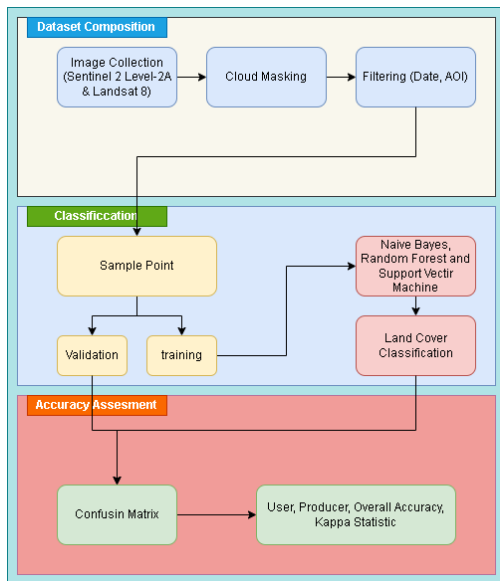 Dataset Composition
Image Collection
(Sentinel 2 Level-2A
& Landsat 8)
Cloud Masking
Filtering (Date, AOI)
Classificcation
Sample Point
Naive Bayes,
Random Forest and
Support Vectir
Machine
Validation
training
Land Cover
Classification
Accuracy Assesment
Confusin Matrix
User, Producer, Overall Accuracy,
Kappa Statistic